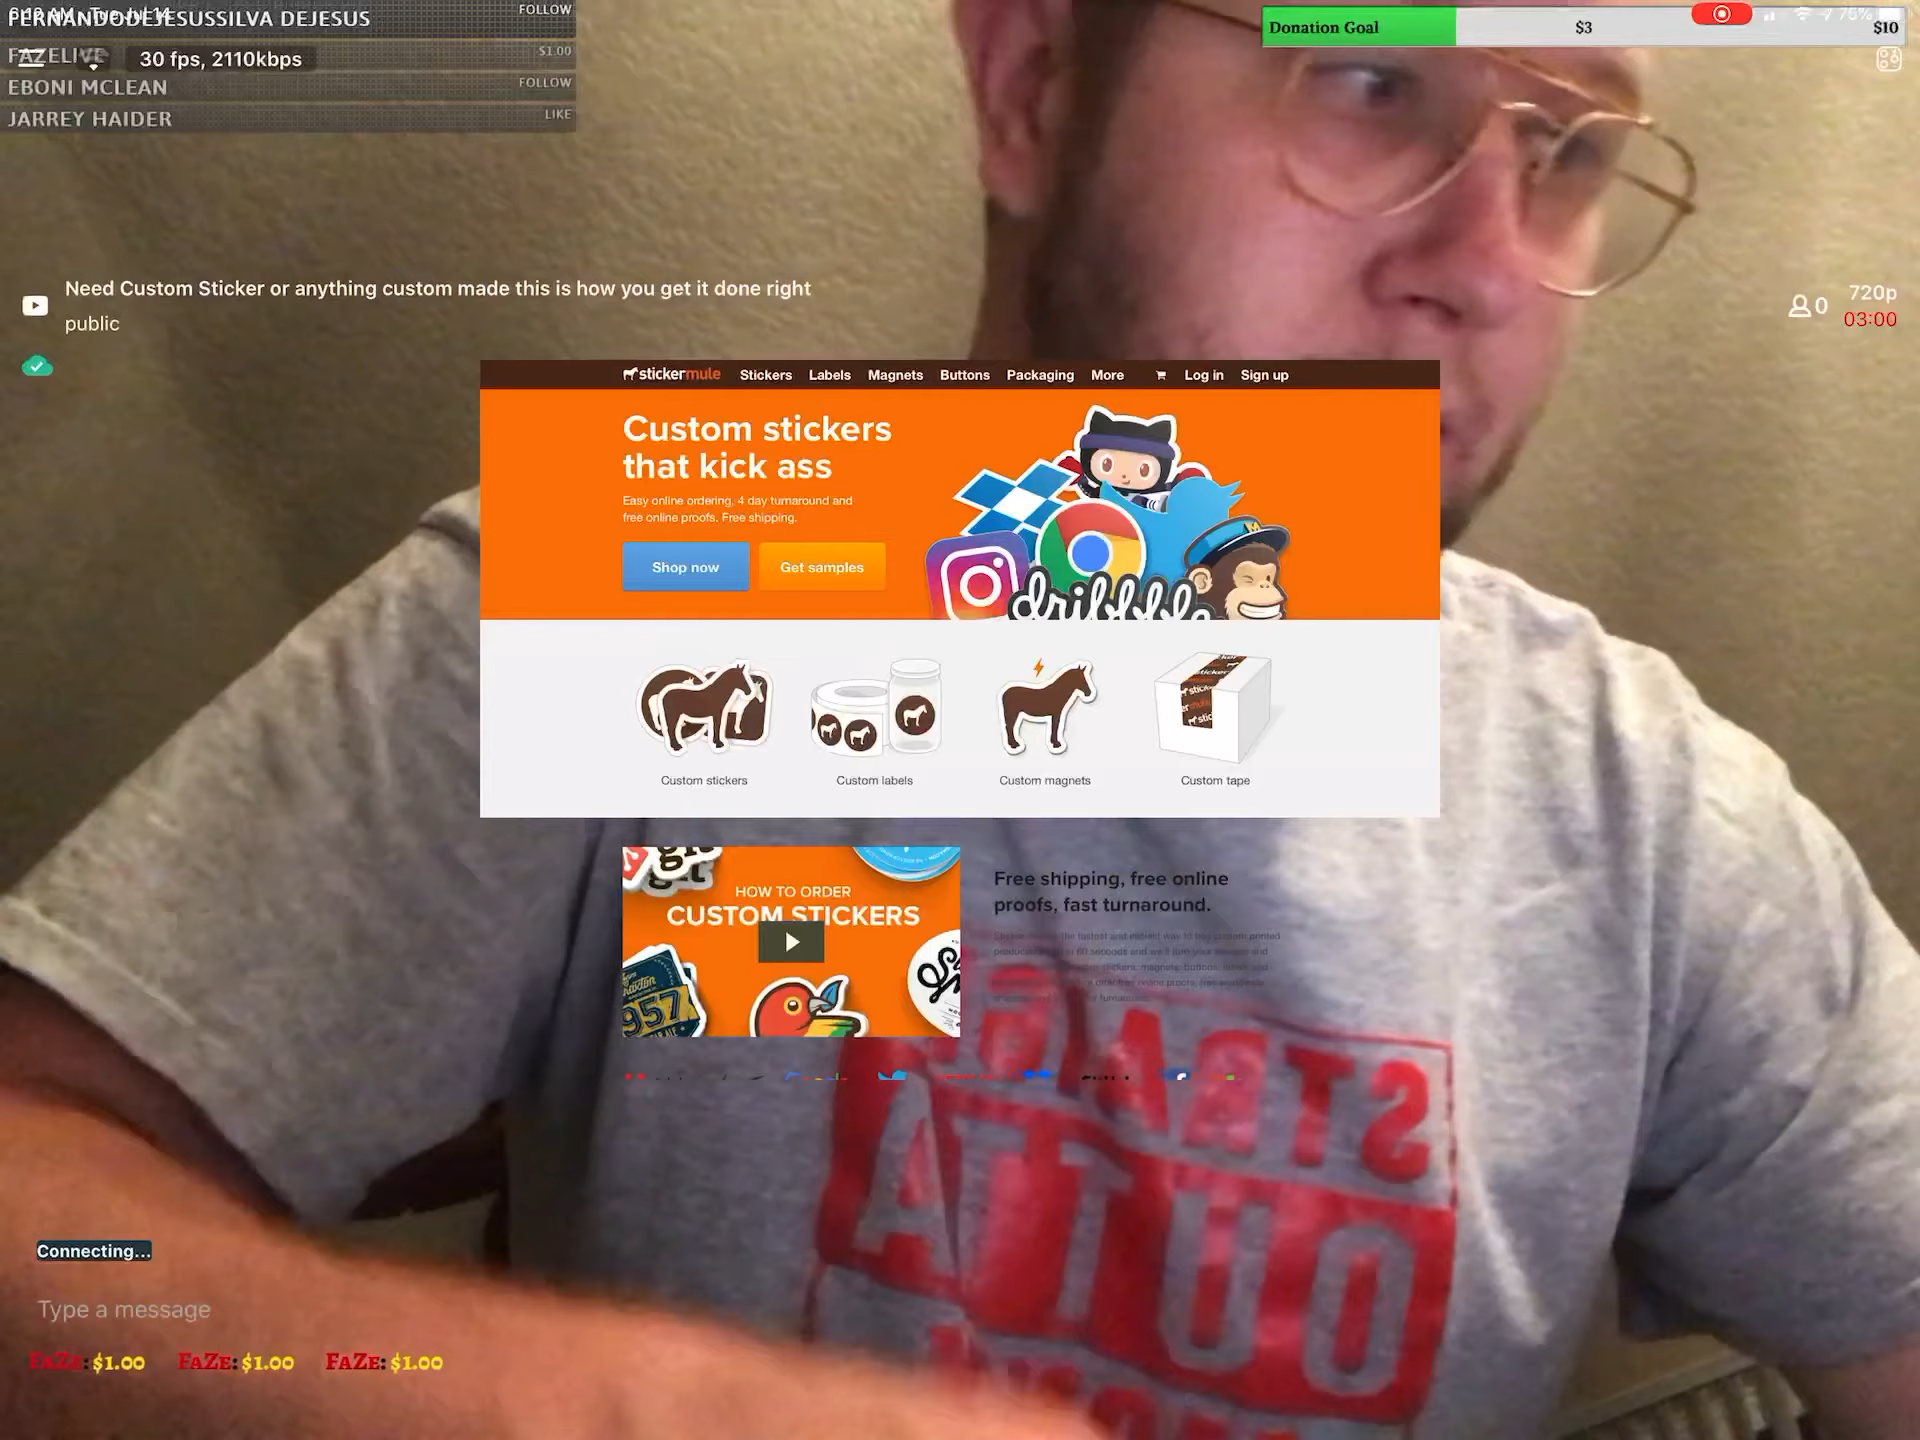 FERNANDODEJESUSSILVA DEJESUS FOLLOW
FAZELIVE $1.00
30 fps, 2110kbps
EBONI MCLEAN FOLLOW
JARREY HAIDER LIKE
Donation Goal $3 $10
75%
Need Custom Sticker or anything custom made this is how you get it done right
public
0 720p
03:00
stickermule Stickers Labels Magnets Buttons Packaging More Log in Sign up
Custom stickers
that kick ass
Easy online ordering, 4 day turnaround and
free online proofs. Free shipping.
Shop now Get samples
dribbble
Custom stickers Custom labels Custom magnets Custom tape
HOW TO ORDER
CUSTOM STICKERS
957
Free shipping, free online
proofs, fast turnaround.
STRAIGHT
OUTTA
Connecting...
Type a message
FAZE: $1.00 FAZE: $1.00 FAZE: $1.00